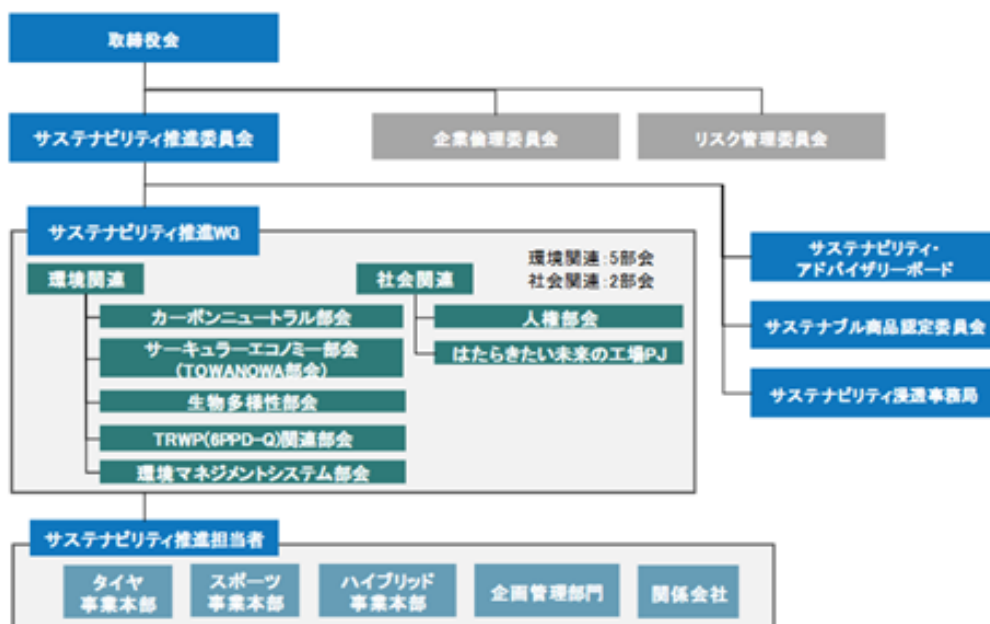 取締役会
サステナビリティ推進委員会
企業倫理委員会
リスク管理委員会
サステナビリティ推進WG
環境関連:5部会
社会関連:2部会
環境関連
社会関連
カーボンニュートラル部会
サーキュラーエコノミー部会
(TOWANOWA部会)
生物多様性部会
TRWP(6PPD-Q)関連部会
環境マネジメントシステム部会
人権部会
はたらきたい未来の工場PJ
サステナビリティ・
アドバイザリーボード
サステナブル商品認定委員会
サステナビリティ浸透事務局
サステナビリティ推進担当者
タイヤ
事業本部
スポーツ
事業本部
ハイブリッド
事業本部
企画管理部門
関係会社